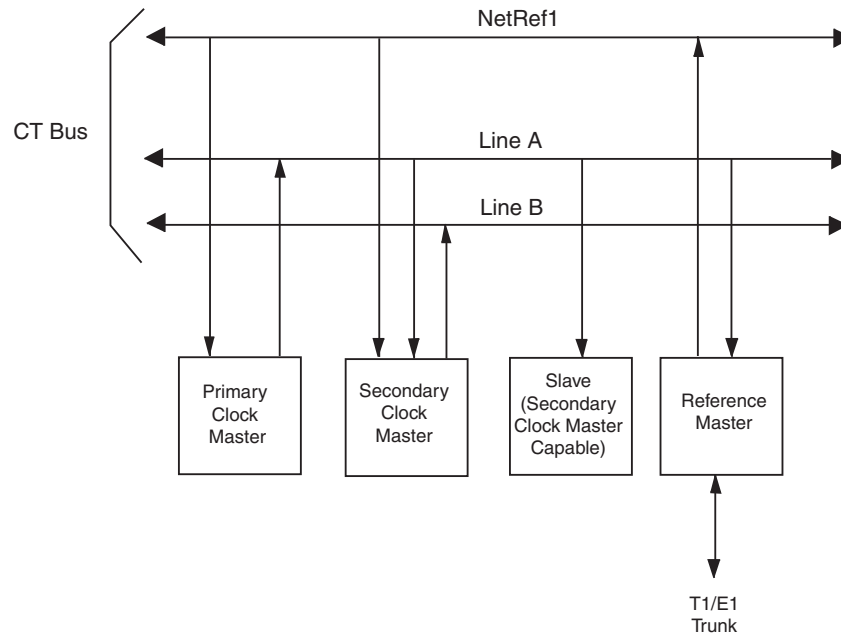 NetRef1
CT Bus
Line A
Line B
Primary
Clock
Master
Secondary
Clock
Master
Slave
(Secondary
Clock Master
Capable)
Reference
Master
T1/E1
Trunk